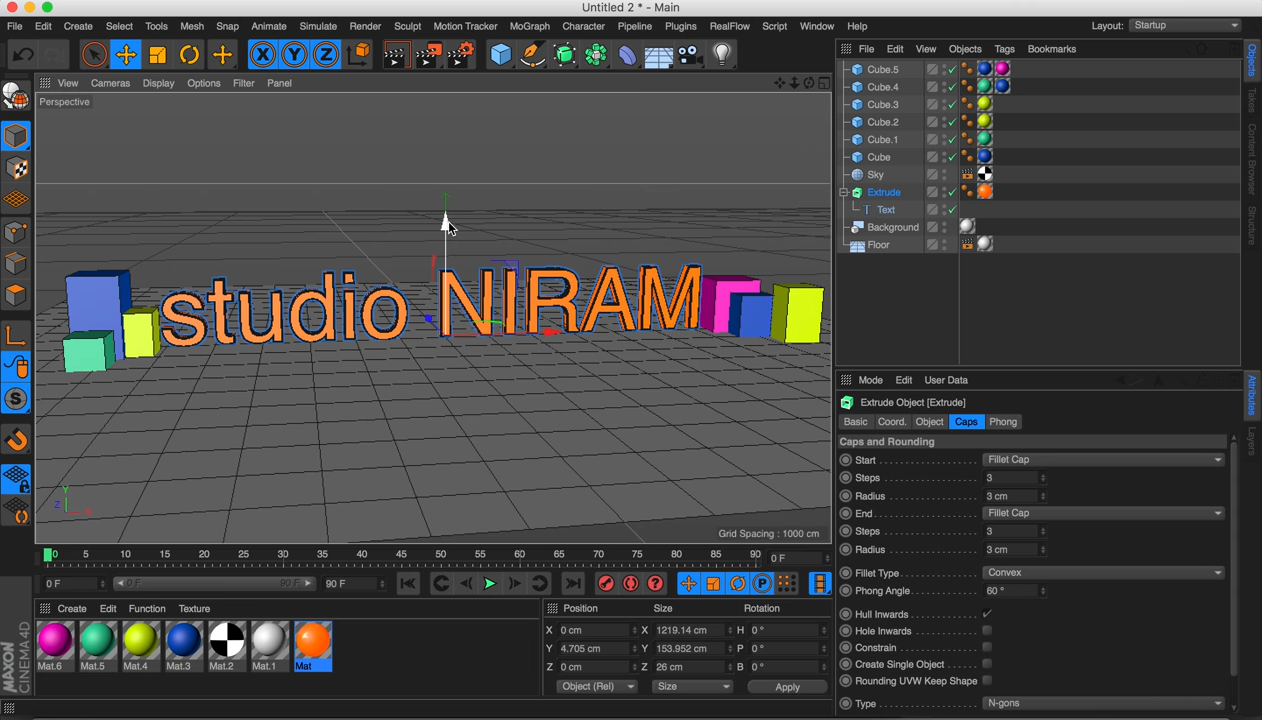 Untitled 2 * - Main
File Edit Create Select Tools Mesh Snap Animate Simulate Render Sculpt Motion Tracker MoGraph Character Pipeline Plugins RealFlow Script Window Help Layout: Startup
X Y Z
File Edit View Objects Tags Bookmarks
View Cameras Display Options Filter Panel
Perspective
Cube.5
Cube.4
Cube.3
Cube.2
Cube.1
Cube
Sky
Extrude
Text
Background
Floor
Objects
Takes
Content Browser
Structure
studio NIRAM
Y
Z X
Grid Spacing : 1000 cm
Mode Edit User Data
Extrude Object [Extrude]
Basic Coord. Object Caps Phong
Caps and Rounding
Start Fillet Cap
Steps 3
Radius 3 cm
End Fillet Cap
Steps 3
Radius 3 cm
Fillet Type Convex
Phong Angle 60 °
Hull Inwards
Hole Inwards
Constrain
Create Single Object
Rounding UVW Keep Shape
Type N-gons
Attributes
Layers
0 5 10 15 20 25 30 35 40 45 50 55 60 65 70 75 80 85 90 0 F
0 F 0 F 90 F 90 F
Create Edit Function Texture
Mat.6 Mat.5 Mat.4 Mat.3 Mat.2 Mat.1 Mat
Position Size Rotation
X 0 cm X 1219.14 cm H 0 °
Y 4.705 cm Y 153.952 cm P 0 °
Z 0 cm Z 26 cm B 0 °
Object (Rel) Size Apply
MAXON
CINEMA4D